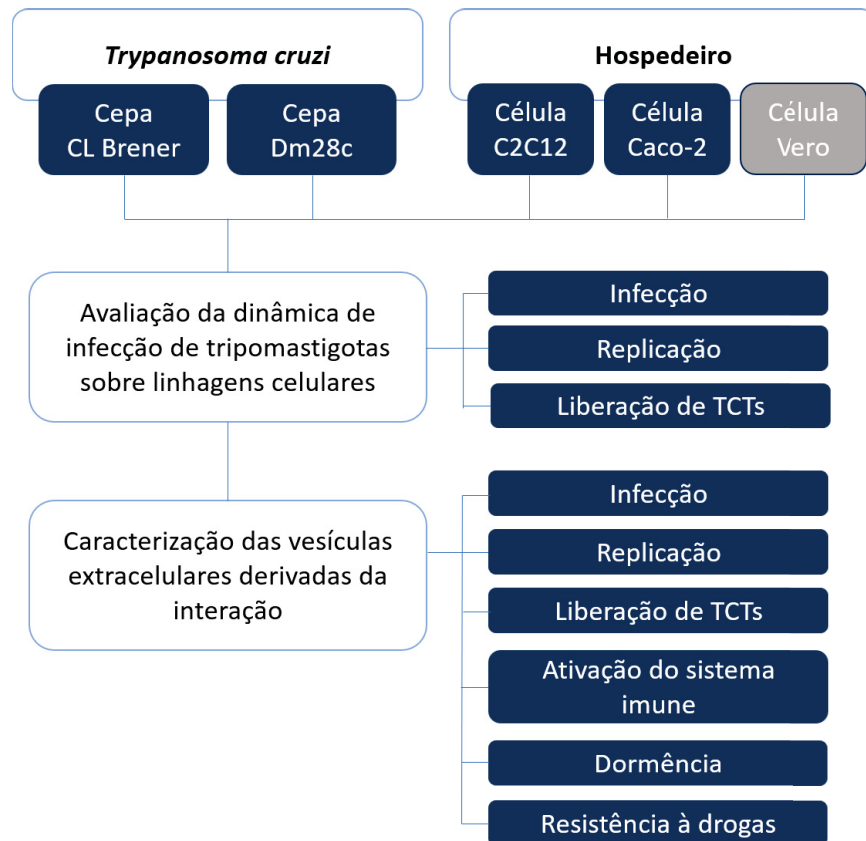 Trypanosoma cruzi
Hospedeiro
Cepa
CL Brener
Cepa
Dm28c
Célula
C2C12
Célula
Caco-2
Célula
Vero
Avaliação da dinâmica de
infecção de tripomastigotas
sobre linhagens celulares
Infecção
Replicação
Liberação de TCTs
Caracterização das vesículas
extracelulares derivadas da
interação
Infecção
Replicação
Liberação de TCTs
Ativação do sistema
imune
Dormência
Resistência à drogas